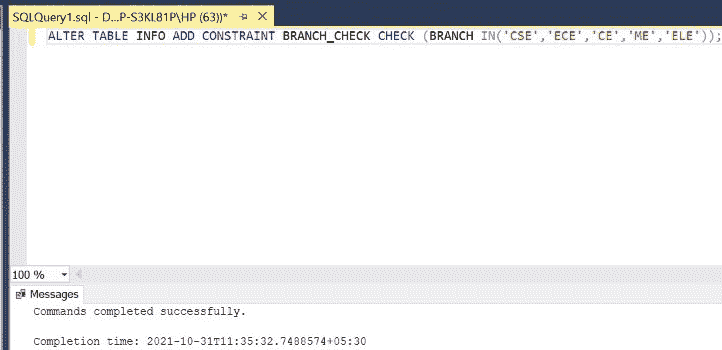 SQLQuery1.sql - D...P-S3KL81P\HP (63))*
ALTER TABLE INFO ADD CONSTRAINT BRANCH_CHECK CHECK (BRANCH IN('CSE','ECE','CE','ME','ELE'));
100 %
Messages
Commands completed successfully.
Completion time: 2021-10-31T11:35:32.7488574+05:30